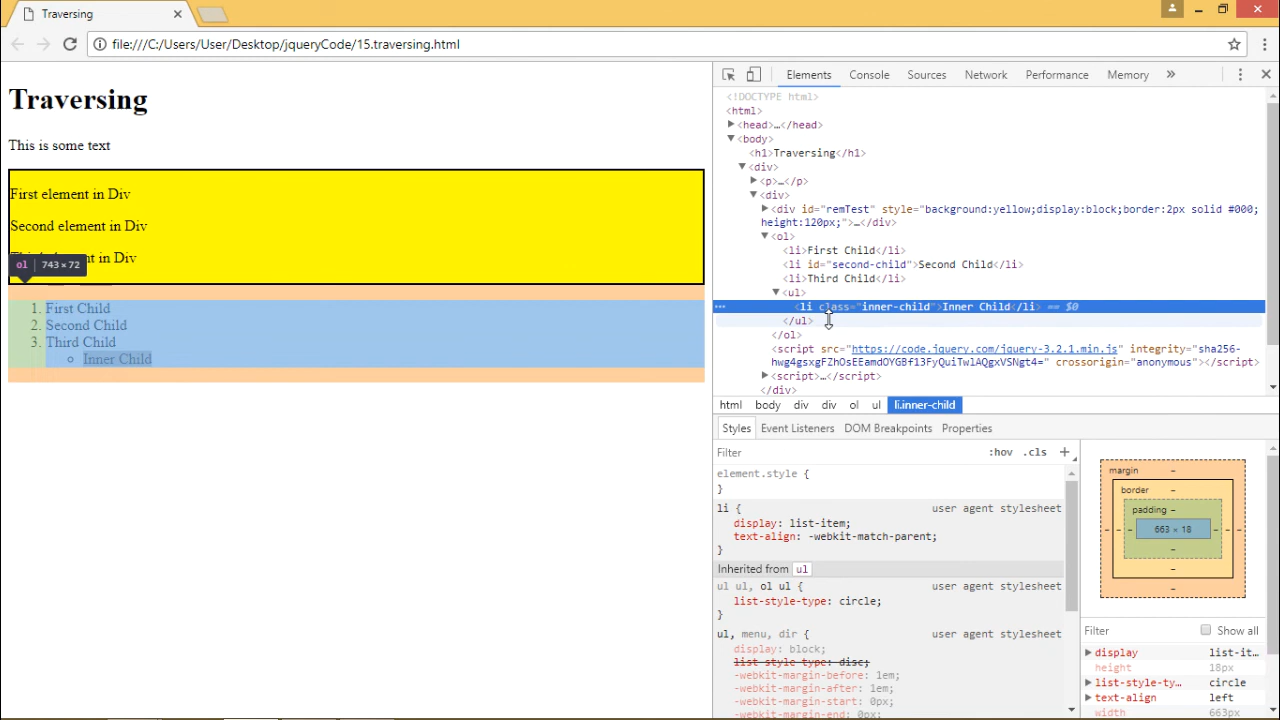 Traversing
file:///C:/Users/User/Desktop/jqueryCode/15.traversing.html
Traversing
This is some text
First element in Div
Second element in Div
ment in Div
ol 743 × 72
1. First Child
2. Second Child
3. Third Child
Inner Child
Elements Console Sources Network Performance Memory »
<!DOCTYPE html>
<html>
<head>…</head>
<body>
<h1>Traversing</h1>
<div>
<p>…</p>
<div>
<div id="remTest" style="background:yellow;display:block;border:2px solid #000;
height:120px;">…</div>
<ol>
<li>First Child</li>
<li id="second-child">Second Child</li>
<li>Third Child</li>
<ul>
<li class="inner-child">Inner Child</li> == $0
</ul>
</ol>
<script src="https://code.jquery.com/jquery-3.2.1.min.js" integrity="sha256-
hwg4gsxgFZhOsEEamdOYGBf13FyQuiTwlAQgxVSNgt4=" crossorigin="anonymous"></script>
<script>…</script>
</div>
html body div div ol ul li.inner-child
Styles Event Listeners DOM Breakpoints Properties
Filter :hov .cls +
element.style {
}
li { user agent stylesheet
display: list-item;
text-align: -webkit-match-parent;
}
Inherited from ul
ul ul, ol ul { user agent stylesheet
list-style-type: circle;
}
ul, menu, dir { user agent stylesheet
display: block;
list-style-type: disc;
-webkit-margin-before: 1em;
-webkit-margin-after: 1em;
-webkit-margin-start: 0px;
-webkit-margin-end: 0px;
margin –
border –
padding –
– – – 663 × 18 – – –
–
–
–
Filter Show all
display list-it…
height 18px
list-style-ty… circle
text-align left
width 663px